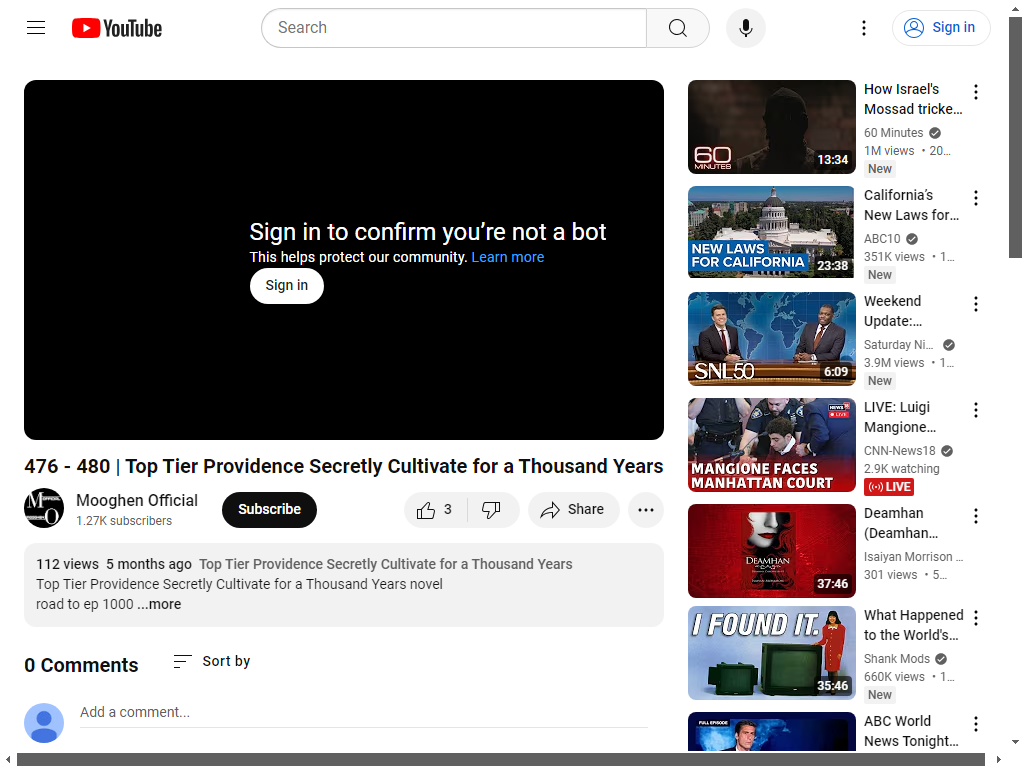 YouTube
Search
Sign in
Sign in to confirm you’re not a bot
This helps protect our community. Learn more
Sign in
476 - 480 | Top Tier Providence Secretly Cultivate for a Thousand Years
Mooghen Official
1.27K subscribers
Subscribe
3
Share
112 views 5 months ago Top Tier Providence Secretly Cultivate for a Thousand Years
Top Tier Providence Secretly Cultivate for a Thousand Years novel
road to ep 1000 ...more
0 Comments
Sort by
Add a comment...
60
MINUTES
13:34
How Israel's
Mossad tricke...
60 Minutes
1M views • 20...
New
NEW LAWS
FOR CALIFORNIA
23:38
California’s
New Laws for...
ABC10
351K views • 1...
New
SNL50
6:09
Weekend
Update:...
Saturday Ni...
3.9M views • 1...
New
NEWS18
LIVE
MANGIONE FACES
MANHATTAN COURT
LIVE: Luigi
Mangione...
CNN-News18
2.9K watching
LIVE
DEAMHAN
37:46
Deamhan
(Deamhan...
Isaiyan Morrison ...
301 views • 5...
I FOUND IT.
35:46
What Happened
to the World's...
Shank Mods
660K views • 1...
New
FULL EPISODE
ABC World
News Tonight...